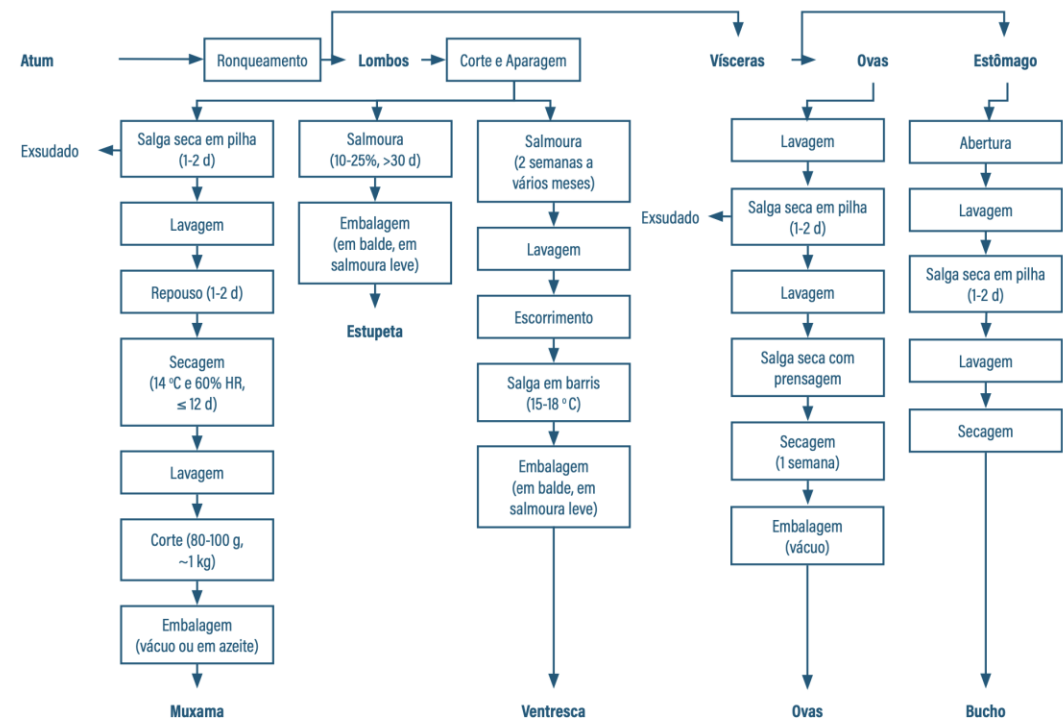 Atum
Ronqueamento
Lombos
Corte e Aparagem
Vísceras
Ovas
Estômago
Exsudado
Salga seca em pilha
(1-2 d)
Lavagem
Repouso (1-2 d)
Secagem
(14 ºC e 60% HR,
≤ 12 d)
Lavagem
Corte (80-100 g,
~1 kg)
Embalagem
(vácuo ou em azeite)
Muxama
Salmoura
(10-25%, >30 d)
Embalagem
(em balde, em
salmoura leve)
Estupeta
Salmoura
(2 semanas a
vários meses)
Lavagem
Escorrimento
Salga em barris
(15-18 º C)
Embalagem
(em balde, em
salmoura leve)
Ventresca
Lavagem
Exsudado
Salga seca em pilha
(1-2 d)
Lavagem
Salga seca com
prensagem
Secagem
(1 semana)
Embalagem
(vácuo)
Ovas
Abertura
Lavagem
Salga seca em pilha
(1-2 d)
Lavagem
Secagem
Bucho